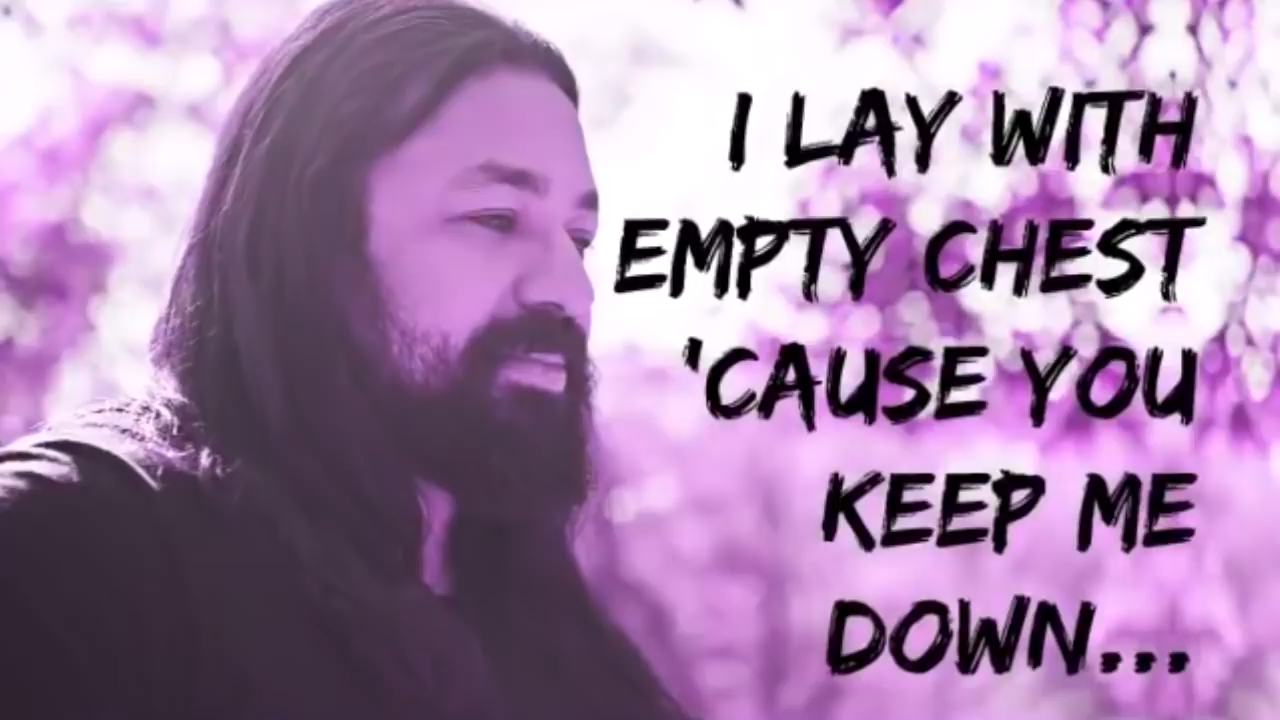 I LAY WITH
EMPTY CHEST
'CAUSE YOU
KEEP ME
DOWN...